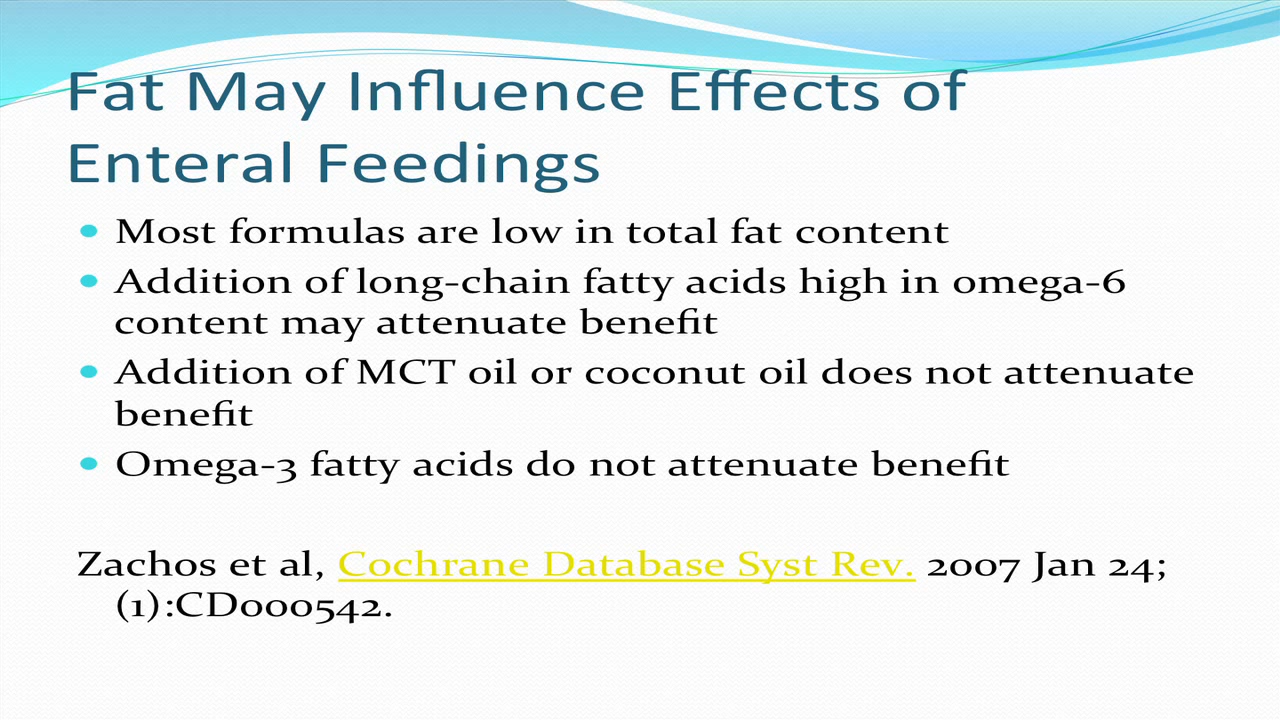 Fat May Influence Effects of
Enteral Feedings
• Most formulas are low in total fat content
• Addition of long-chain fatty acids high in omega-6
content may attenuate benefit
• Addition of MCT oil or coconut oil does not attenuate
benefit
• Omega-3 fatty acids do not attenuate benefit
Zachos et al, Cochrane Database Syst Rev. 2007 Jan 24;
(1):CD000542.